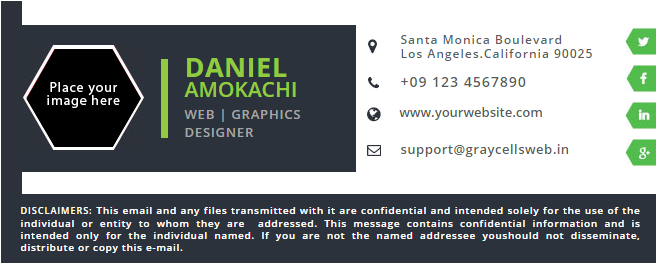 Place your
image here
DANIEL
AMOKACHI
WEB | GRAPHICS
DESIGNER
Santa Monica Boulevard
Los Angeles.California 90025
+09 123 4567890
www.yourwebsite.com
support@graycellsweb.in
f
in
g+
DISCLAIMERS: This email and any files transmitted with it are confidential and intended solely for the use of the
individual or entity to whom they are addressed. This message contains confidential information and is
intended only for the individual named. If you are not the named addressee youshould not disseminate,
distribute or copy this e-mail.